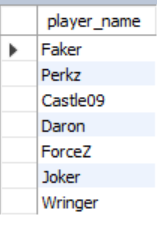 player_name
Faker
Perkz
Castle09
Daron
ForceZ
Joker
Wringer